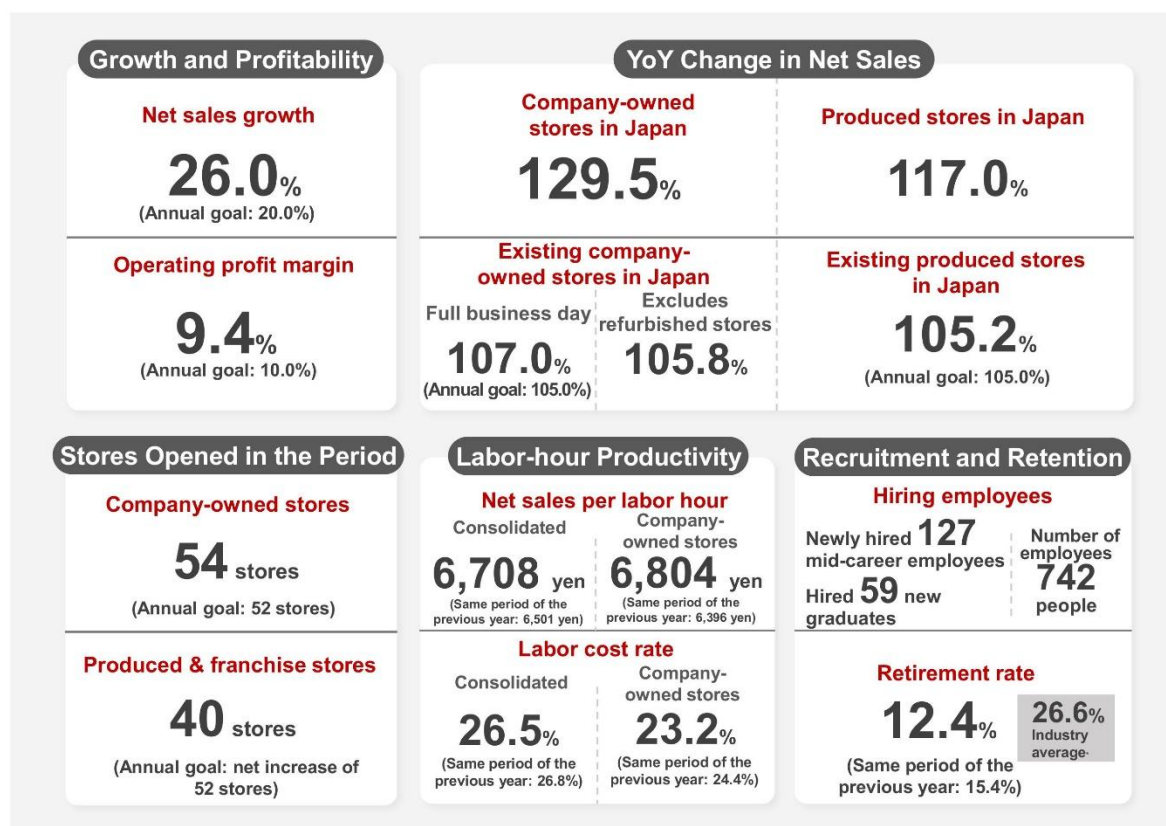 Growth and Profitability
Net sales growth
26.0%
(Annual goal: 20.0%)
Operating profit margin
9.4%
(Annual goal: 10.0%)
YoY Change in Net Sales
Company-owned
stores in Japan
129.5%
Produced stores in Japan
117.0%
Existing company-
owned stores in Japan
Full business day
107.0%
(Annual goal: 105.0%)
Excludes
refurbished stores
105.8%
Existing produced stores
in Japan
105.2%
(Annual goal: 105.0%)
Stores Opened in the Period
Company-owned stores
54 stores
(Annual goal: 52 stores)
Produced & franchise stores
40 stores
(Annual goal: net increase of
52 stores)
Labor-hour Productivity
Net sales per labor hour
Consolidated
6,708 yen
(Same period of the
previous year: 6,501 yen)
Company-
owned stores
6,804 yen
(Same period of the
previous year: 6,396 yen)
Labor cost rate
Consolidated
26.5%
(Same period of the
previous year: 26.8%)
Company-
owned stores
23.2%
(Same period of the
previous year: 24.4%)
Recruitment and Retention
Hiring employees
Newly hired 127
mid-career employees
Hired 59 new
graduates
Number of
employees
742
people
Retirement rate
12.4%
(Same period of the
previous year: 15.4%)
26.6%
Industry
average*